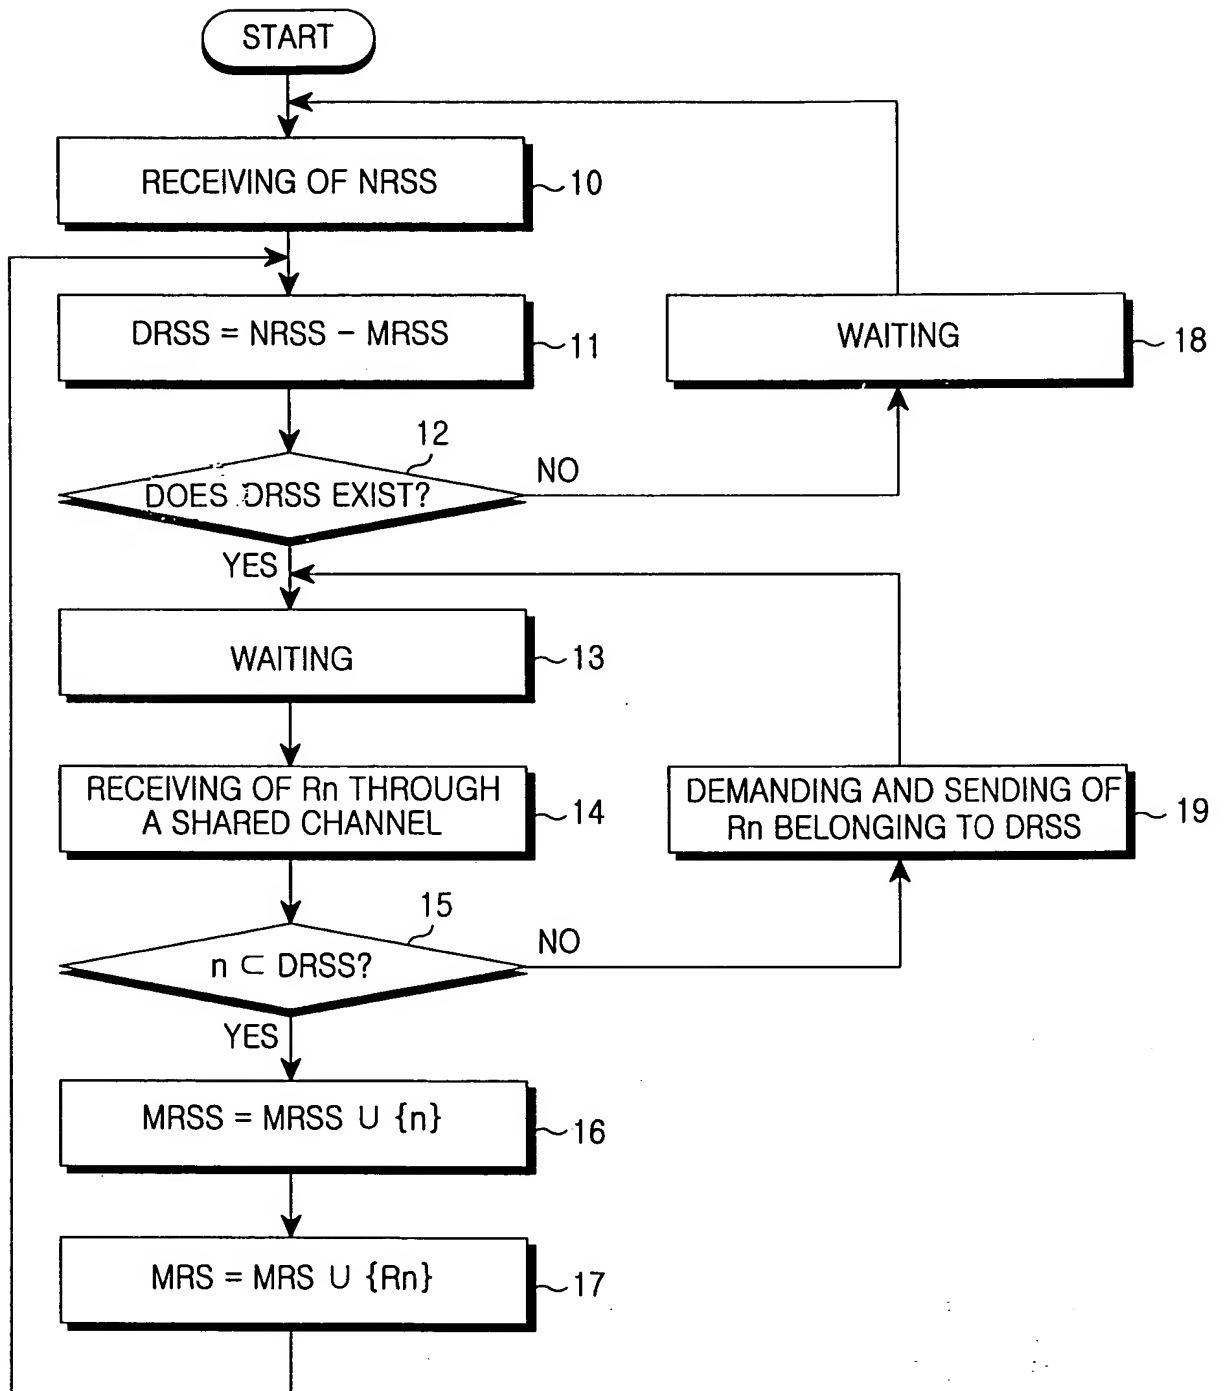 START
RECEIVING OF NRSS
10
DRSS = NRSS − MRSS
11
WAITING
18
12
DOES DRSS EXIST?
NO
YES
WAITING
13
RECEIVING OF Rn THROUGH
A SHARED CHANNEL
14
DEMANDING AND SENDING OF
Rn BELONGING TO DRSS
19
15
n ⊂ DRSS?
NO
YES
MRSS = MRSS ∪ {n}
16
MRS = MRS ∪ {Rn}
17